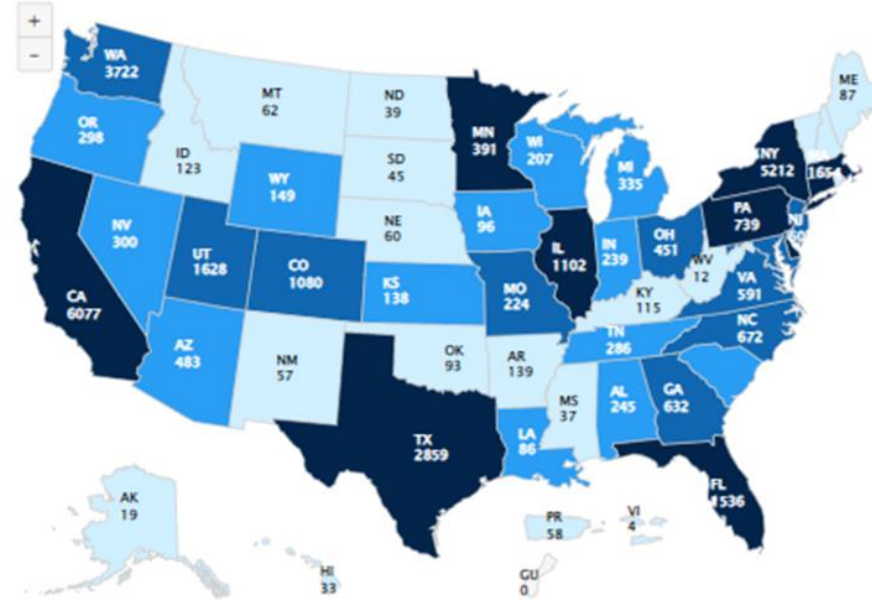 +
-
WA
3722
OR
298
ID
123
MT
62
ND
39
SD
45
WY
149
NE
60
NV
300
UT
1628
CO
1080
KS
138
CA
6077
AZ
483
NM
57
OK
93
TX
2859
MN
391
WI
207
IA
96
IL
1102
MO
224
AR
139
LA
86
MS
37
MI
335
IN
239
OH
451
KY
115
TN
286
AL
245
GA
632
FL
1536
WV
12
VA
591
NC
672
PA
739
NY
5212
NJ
ME
87
AK
19
HI
33
PR
58
VI
4
GU
0